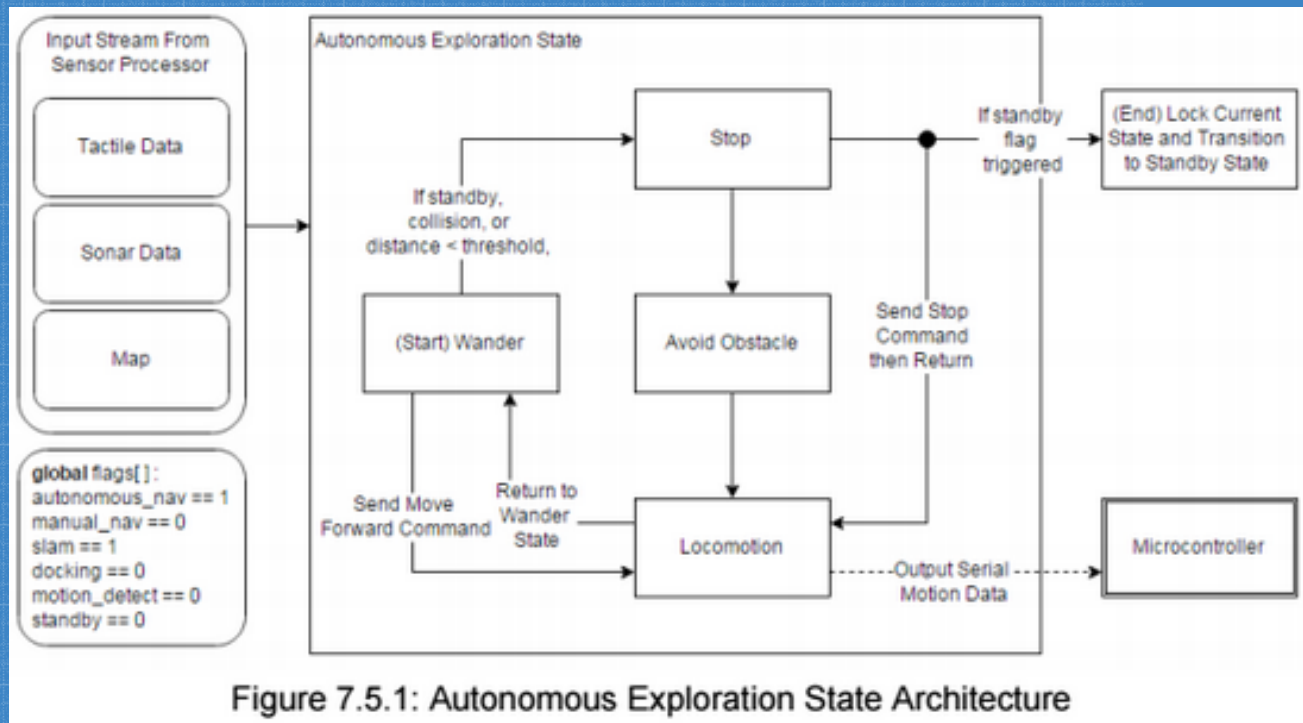 Input Stream From
Sensor Processor
Tactile Data
Sonar Data
Map
global flags[ ]:
autonomous_nav == 1
manual_nav == 0
slam == 1
docking == 0
motion_detect == 0
standby == 0
Autonomous Exploration State
Stop
If standby
flag
triggered
(End) Lock Current
State and Transition
to Standby State
If standby,
collision, or
distance < threshold,
(Start) Wander
Avoid Obstacle
Send Stop
Command
then Return
Send Move
Forward Command
Return to
Wander
State
Locomotion
Output Serial
Motion Data
Microcontroller
Figure 7.5.1: Autonomous Exploration State Architecture